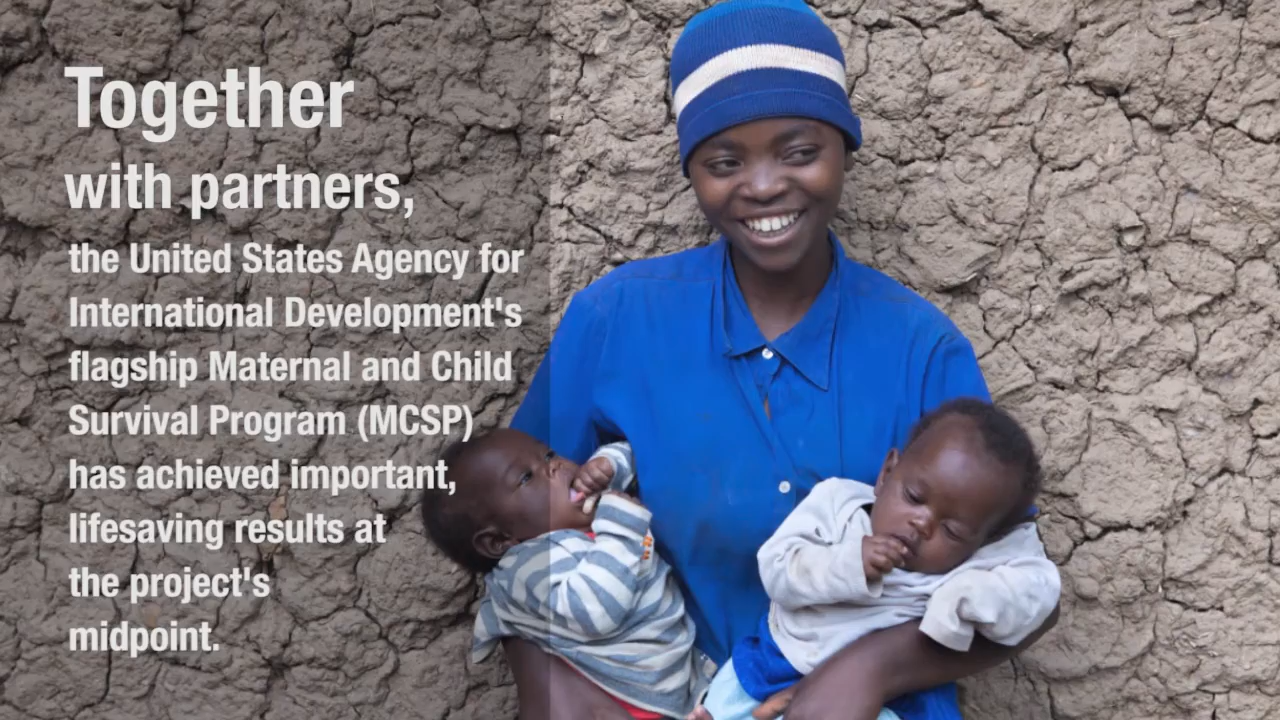 Together
with partners,
the United States Agency for
International Development's
flagship Maternal and Child
Survival Program (MCSP)
has achieved important,
lifesaving results at
the project's
midpoint.